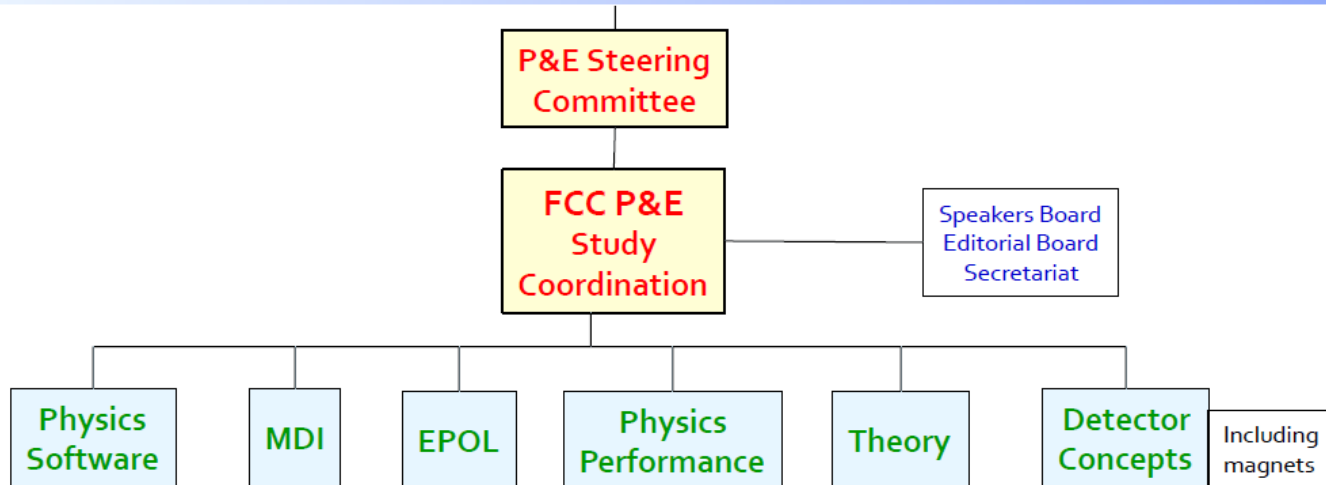 P&E Steering
Committee
FCC P&E
Study
Coordination
Speakers Board
Editorial Board
Secretariat
Physics
Software
MDI
EPOL
Physics
Performance
Theory
Detector
Concepts
Including
magnets